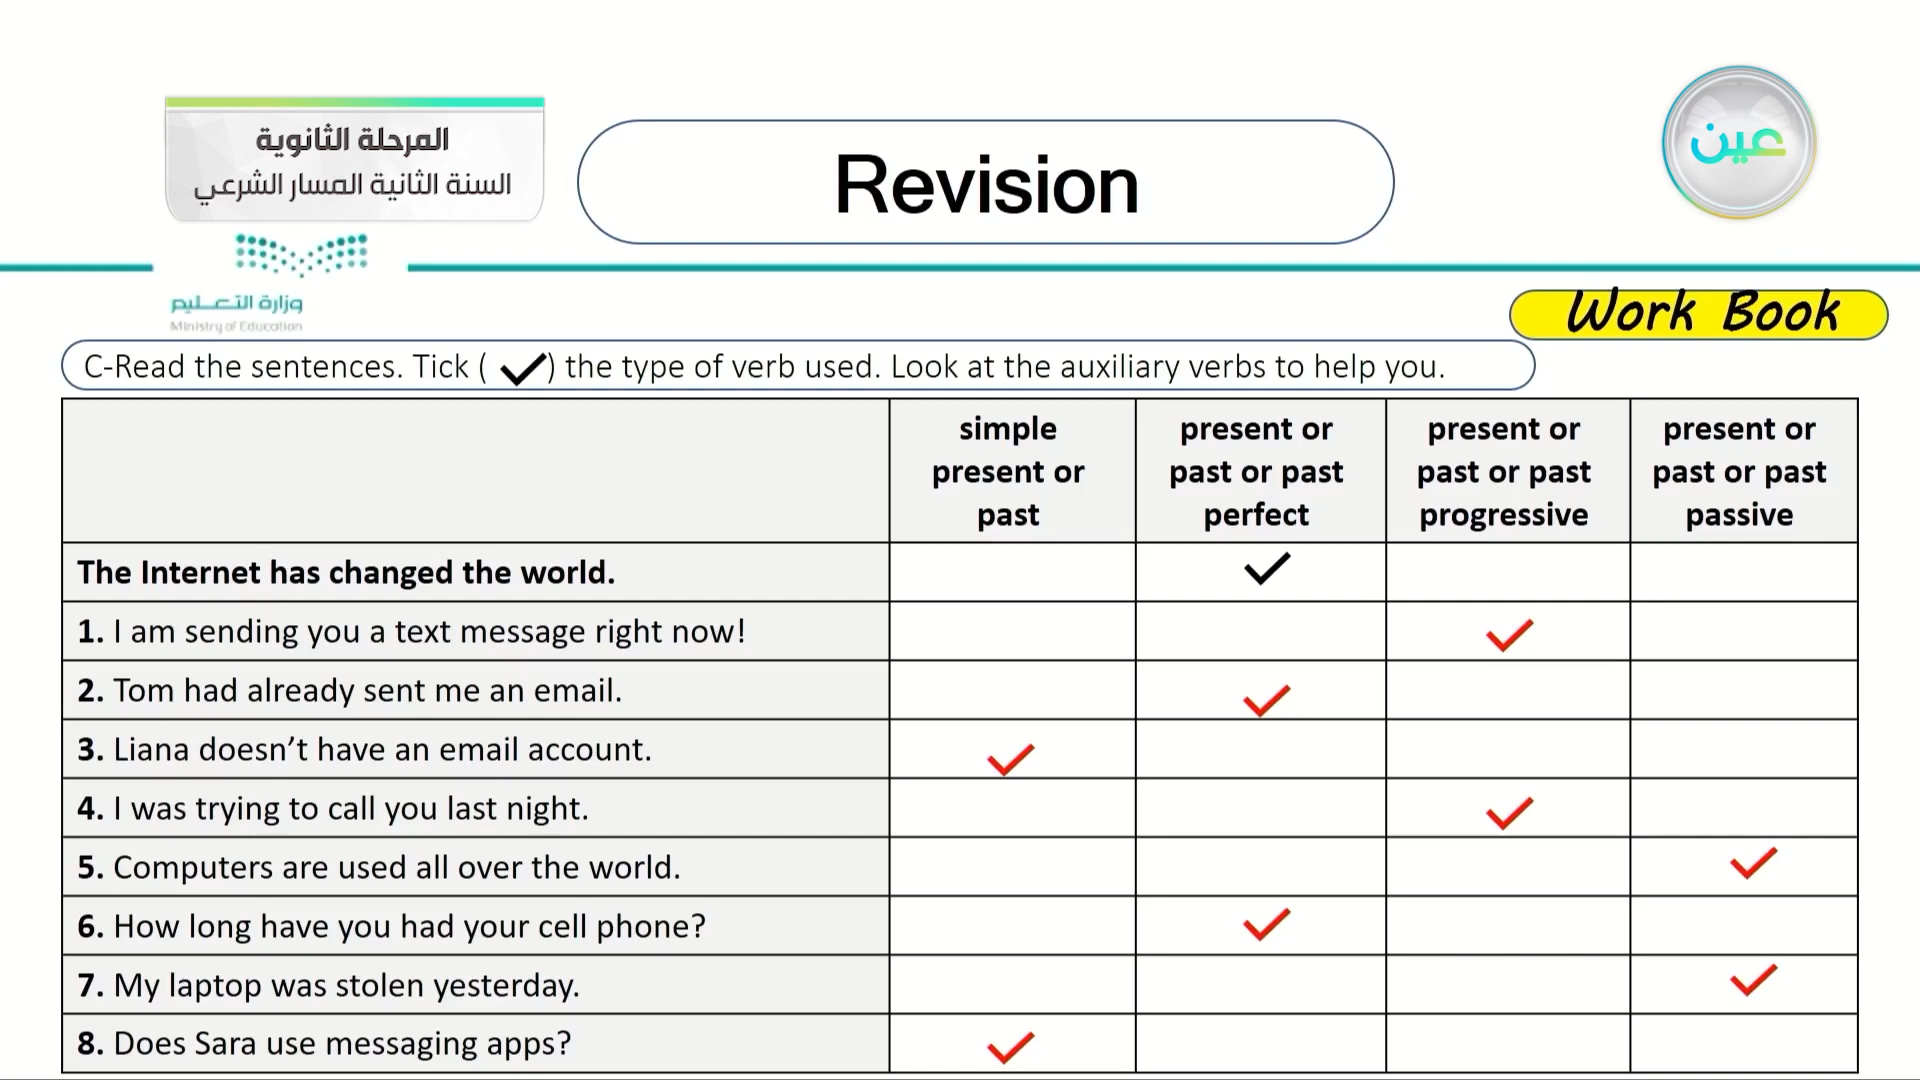 المرحلة الثانوية
السنة الثانية المسار الشرعي
Revision
عين
وزارة التعليم
Ministry of Education
Work Book
C-Read the sentences. Tick ( ✓) the type of verb used. Look at the auxiliary verbs to help you.
simple present or past
present or past or past perfect
present or past or past progressive
present or past or past passive
The Internet has changed the world. ✓
1. I am sending you a text message right now! ✓
2. Tom had already sent me an email. ✓
3. Liana doesn’t have an email account. ✓
4. I was trying to call you last night. ✓
5. Computers are used all over the world. ✓
6. How long have you had your cell phone? ✓
7. My laptop was stolen yesterday. ✓
8. Does Sara use messaging apps? ✓